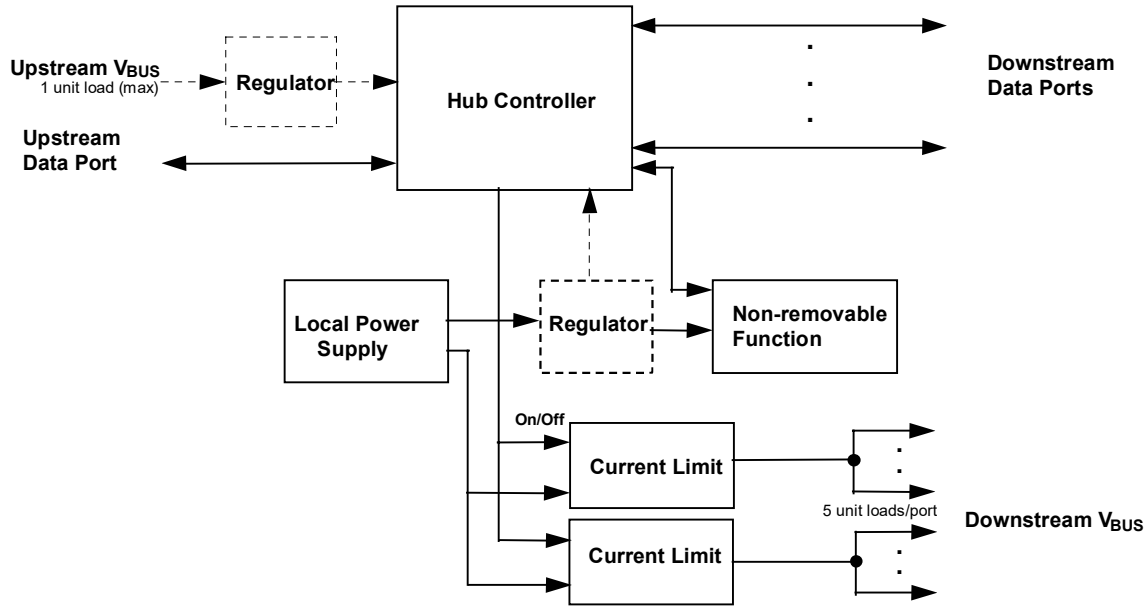 Upstream VBUS
1 unit load (max)
Regulator
Hub Controller
Downstream
Data Ports
Upstream
Data Port
Local Power
Supply
Regulator
Non-removable
Function
On/Off
Current Limit
5 unit loads/port
Downstream VBUS
Current Limit